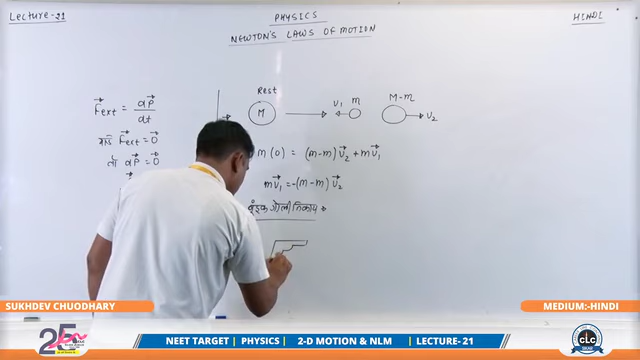 Lecture-21
PHYSICS
HINDI
NEWTON'S LAWS OF MOTION
Rest
M
v₁
m
M-m
v₂
F⃗ext = dP⃗/dt
यदि F⃗ext = 0⃗
तो dP⃗ = 0⃗
M(0) = (M-m)v⃗₂ + mv⃗₁
mv⃗₁ = -(M-m)v⃗₂
बंदूक गोली निकाय
SUKHDEV CHUODHARY
MEDIUM:-HINDI
25
CLC
NEET TARGET | PHYSICS | 2-D MOTION & NLM | LECTURE- 21